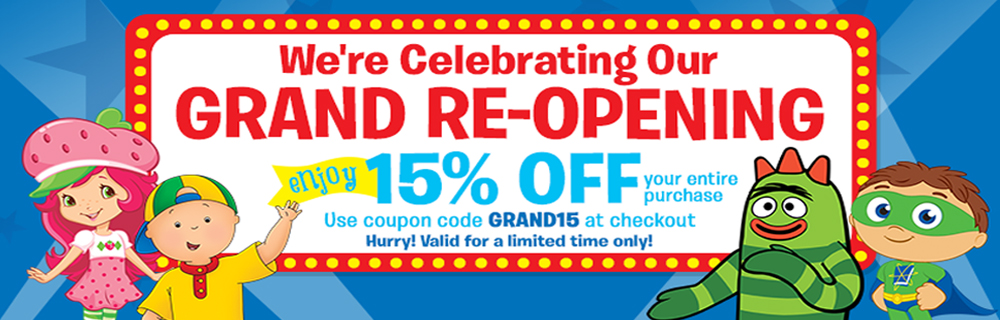 We're Celebrating Our
GRAND RE-OPENING
enjoy 15% OFF your entire purchase
Use coupon code GRAND15 at checkout
Hurry! Valid for a limited time only!